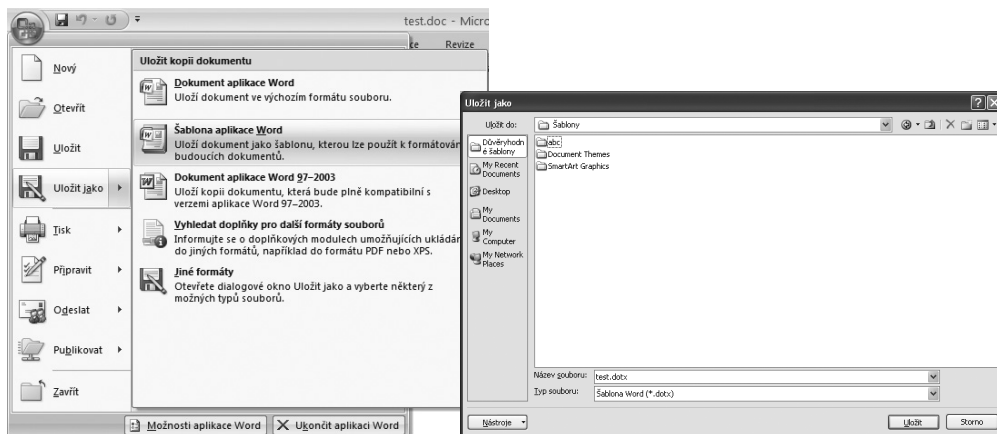 test.doc - Micro
ce Revize
Nový
Otevřít
Uložit
Uložit jako
Tisk
Připravit
Odeslat
Publikovat
Zavřít
Uložit kopii dokumentu
Dokument aplikace Word
Uloží dokument ve výchozím formátu souboru.
Šablona aplikace Word
Uloží dokument jako šablonu, kterou lze použít k formátován
budoucích dokumentů.
Dokument aplikace Word 97–2003
Uloží kopii dokumentu, která bude plně kompatibilní s
verzemi aplikace Word 97–2003.
Vyhledat doplňky pro další formáty souborů
Informujte se o doplňkových modulech umožňujících ukládár
do jiných formátů, například do formátu PDF nebo XPS.
Jiné formáty
Otevřete dialogové okno Uložit jako a vyberte některý z
možných typů souborů.
Možnosti aplikace Word
Ukončit aplikaci Word
Uložit jako
Uložit do:
Šablony
Důvěryhodn
é šablony
My Recent
Documents
Desktop
My
Documents
My
Computer
My Network
Places
abc
Document Themes
SmartArt Graphics
Název souboru:
test.dotx
Typ souboru:
Šablona Word (*.dotx)
Nástroje
Uložit
Storno